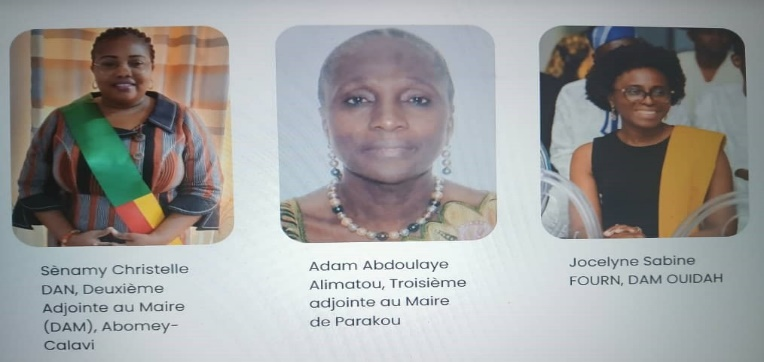 Sènamy Christelle
DAN, Deuxième
Adjointe au Maire
(DAM), Abomey-
Calavi
Adam Abdoulaye
Alimatou, Troisième
adjointe au Maire
de Parakou
Jocelyne Sabine
FOURN, DAM OUIDAH